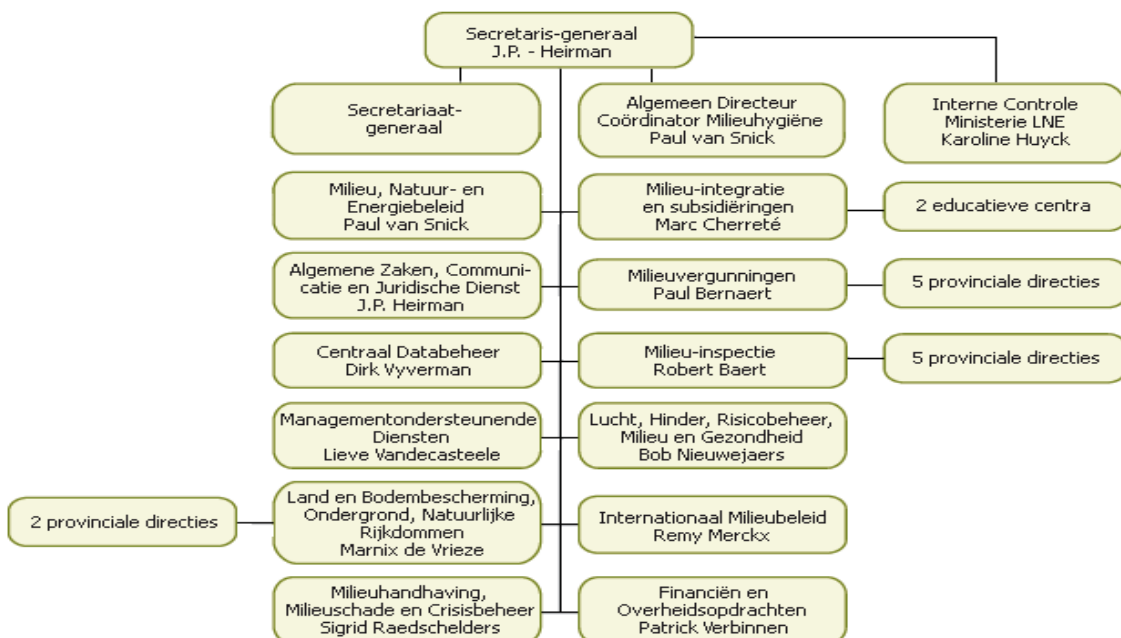 Secretaris-generaal
J.P. - Heirman
Secretariaat-
generaal
Algemeen Directeur
Coördinator Milieuhygiëne
Paul van Snick
Interne Controle
Ministerie LNE
Karoline Huyck
Milieu, Natuur- en
Energiebeleid
Paul van Snick
Milieu-integratie
en subsidiëringen
Marc Cherreté
2 educatieve centra
Algemene Zaken, Communi-
catie en Juridische Dienst
J.P. Heirman
Milieuvergunningen
Paul Bernaert
5 provinciale directies
Centraal Databeheer
Dirk Vyverman
Milieu-inspectie
Robert Baert
5 provinciale directies
Managementondersteunende
Diensten
Lieve Vandecasteele
Lucht, Hinder, Risicobeheer,
Milieu en Gezondheid
Bob Nieuwejaers
2 provinciale directies
Land en Bodembescherming,
Ondergrond, Natuurlijke
Rijkdommen
Marnix de Vrieze
Internationaal Milieubeleid
Remy Merckx
Milieuhandhaving,
Milieuschade en Crisisbeheer
Sigrid Raedschelders
Financiën en
Overheidsopdrachten
Patrick Verbinnen